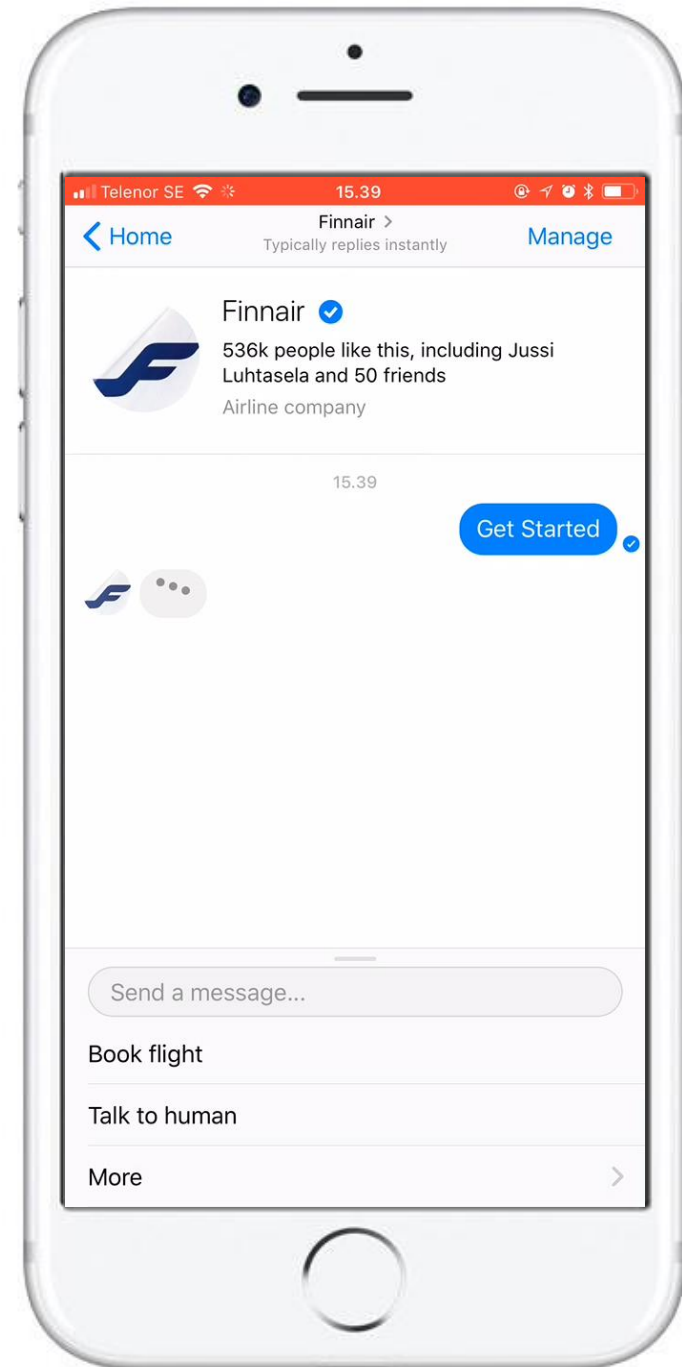 Telenor SE 15.39
Home Finnair > Manage
Typically replies instantly
Finnair
536k people like this, including Jussi
Luhtasela and 50 friends
Airline company
15.39
Get Started
Send a message...
Book flight
Talk to human
More